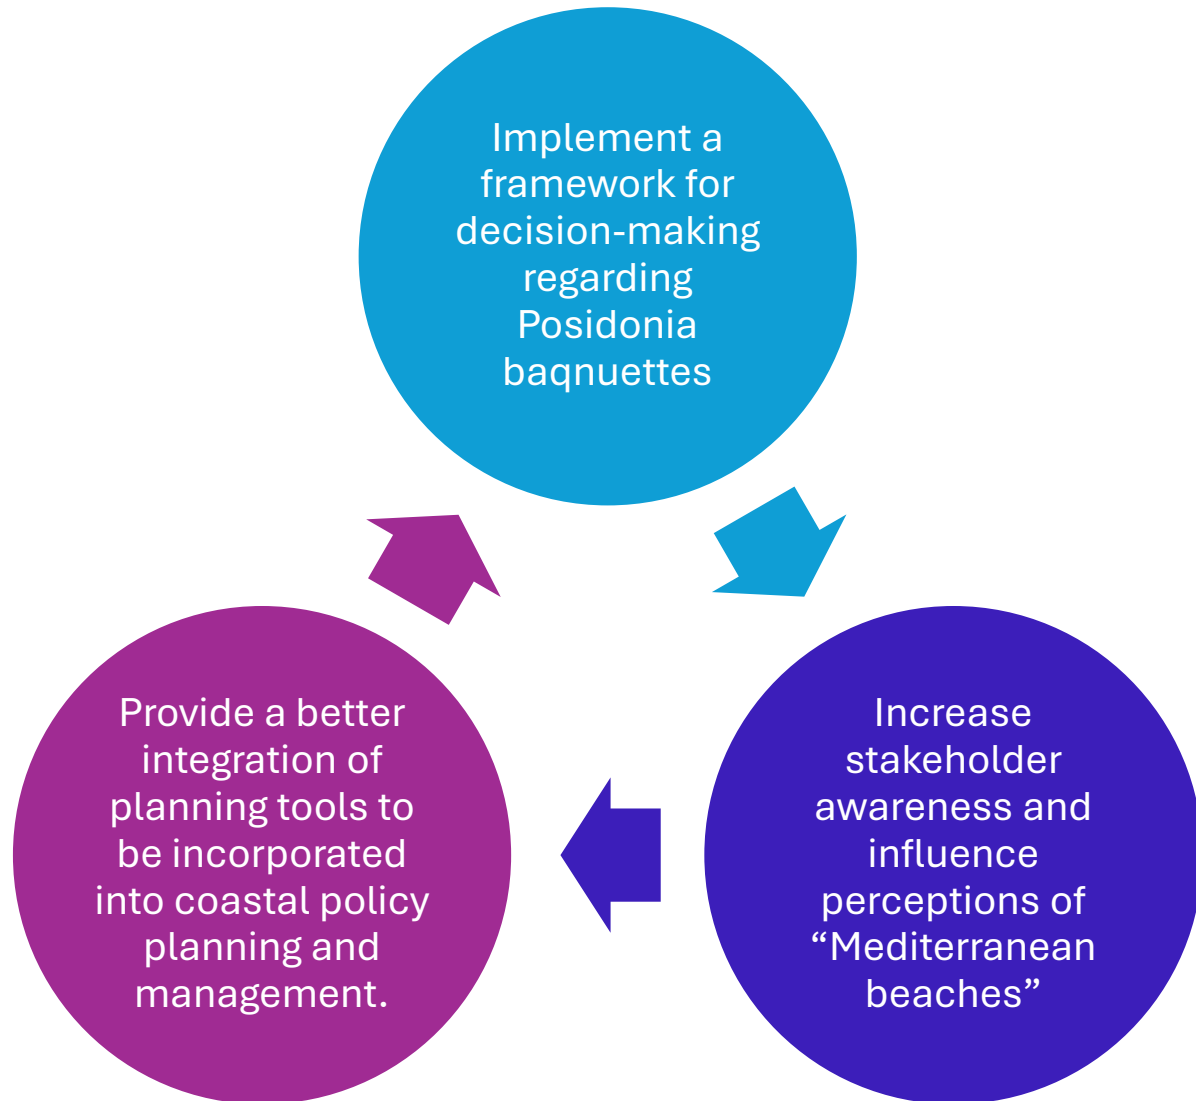 Implement a
framework for
decision-making
regarding
Posidonia
baqnuettes
Increase
stakeholder
awareness and
influence
perceptions of
“Mediterranean
beaches”
Provide a better
integration of
planning tools to
be incorporated
into coastal policy
planning and
management.